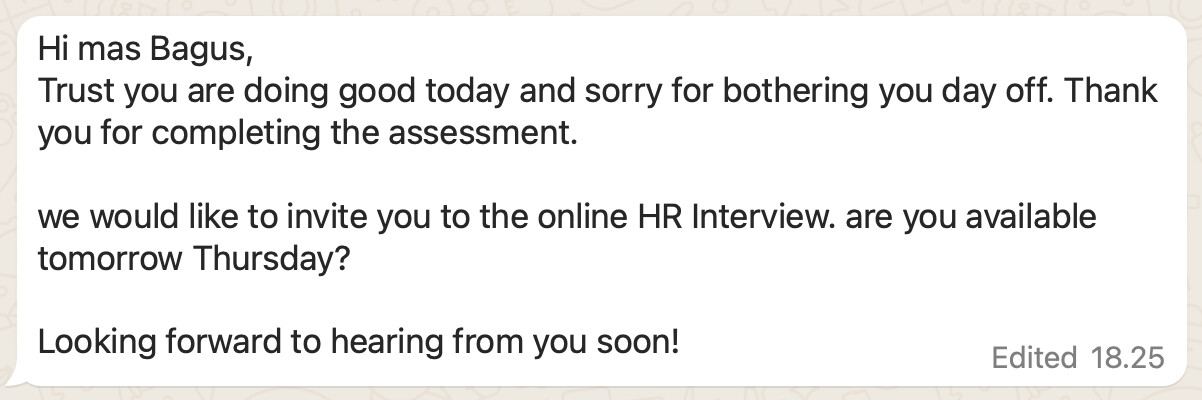 Hi mas Bagus,
Trust you are doing good today and sorry for bothering you day off. Thank
you for completing the assessment.
we would like to invite you to the online HR Interview. are you available
tomorrow Thursday?
Looking forward to hearing from you soon!
Edited 18.25